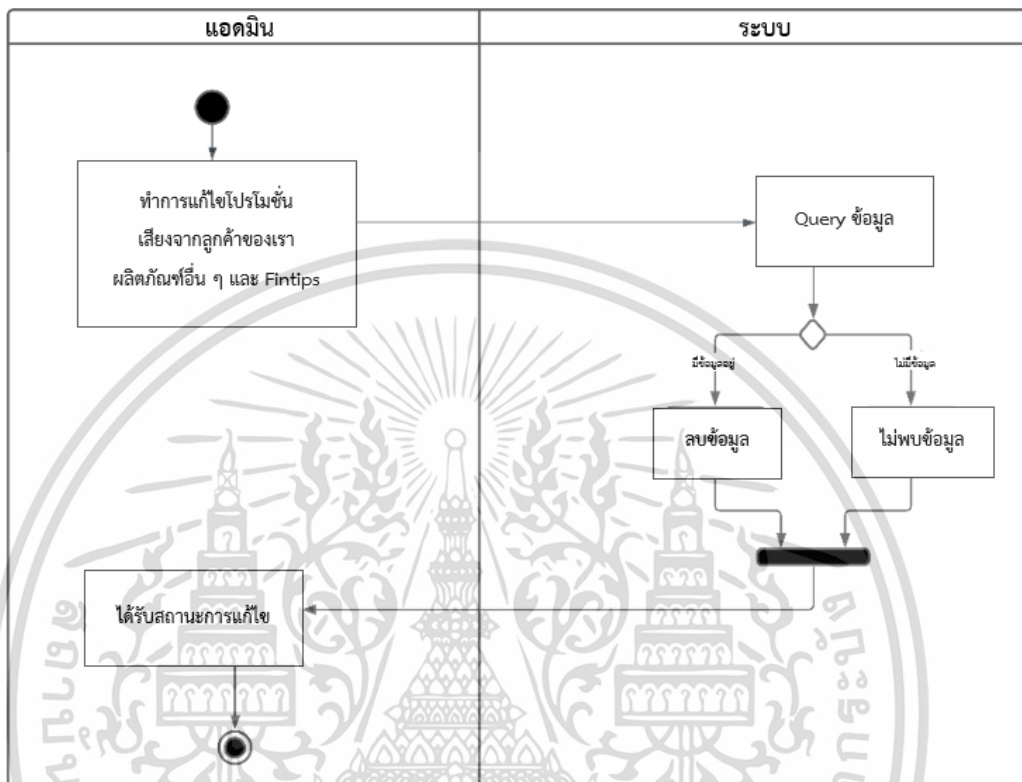 แอดมิน
ระบบ
ทำการแก้ไขโปรโมชั่น
เสียงจากลูกค้าของเรา
ผลิตภัณฑ์อื่น ๆ และ Fintips
Query ข้อมูล
มีข้อมูลอยู่
ไม่มีข้อมูล
ลบข้อมูล
ไม่พบข้อมูล
ได้รับสถานะการแก้ไข